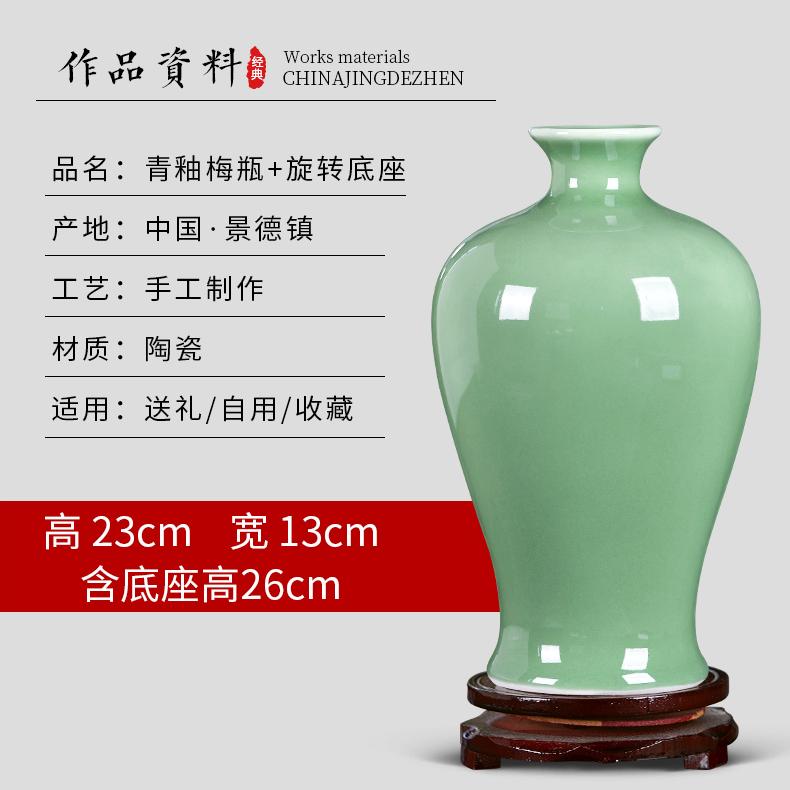 作品資料 经典 Works materials
CHINAJINGDEZHEN
品名：青釉梅瓶+旋转底座
产地：中国·景德镇
工艺：手工制作
材质：陶瓷
适用：送礼/自用/收藏
高 23cm 宽 13cm
含底座高26cm